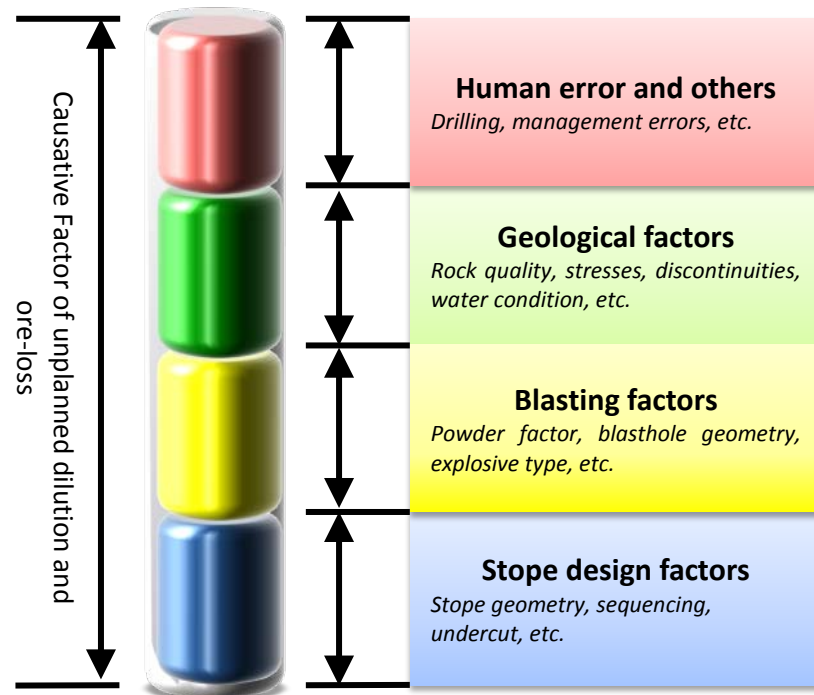 Causative Factor of unplanned dilution and
ore-loss
Human error and others
Drilling, management errors, etc.
Geological factors
Rock quality, stresses, discontinuities,
water condition, etc.
Blasting factors
Powder factor, blasthole geometry,
explosive type, etc.
Stope design factors
Stope geometry, sequencing,
undercut, etc.